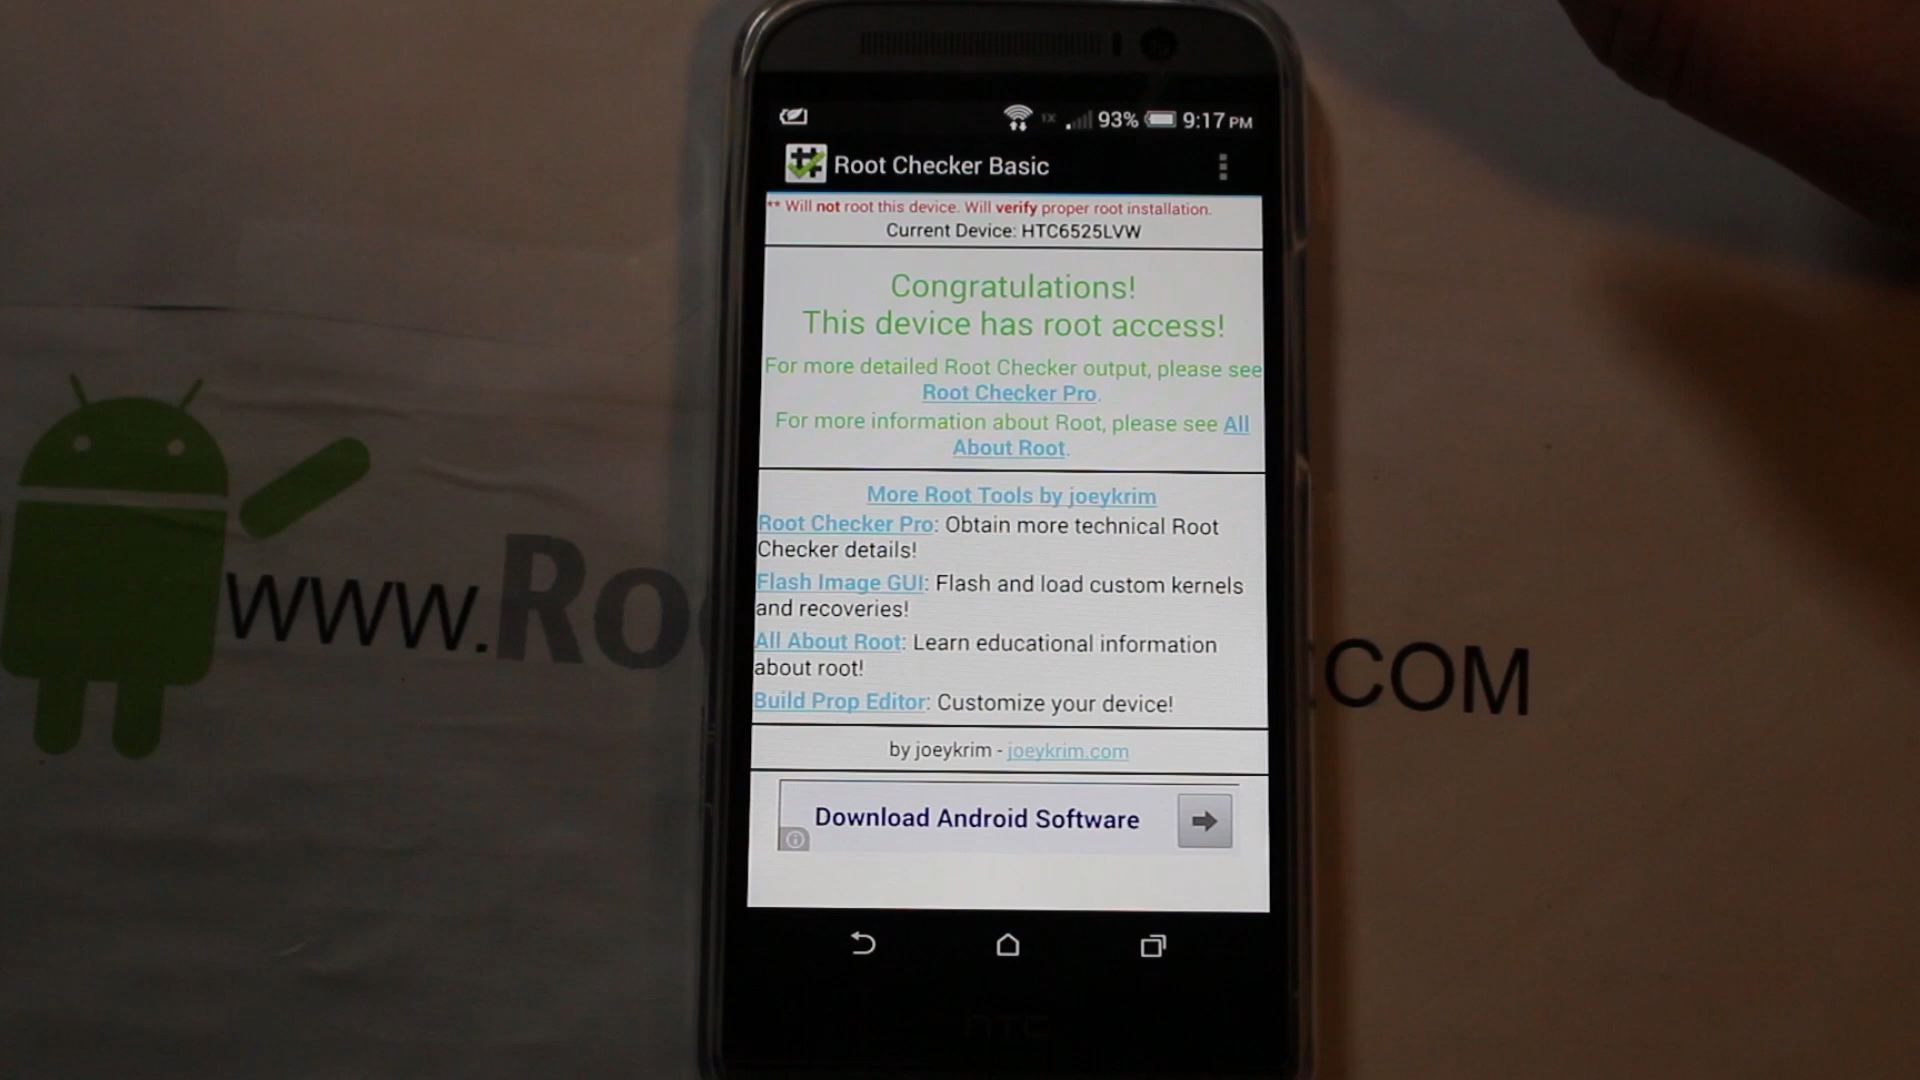 1X 93% 9:17 PM
Root Checker Basic
** Will not root this device. Will verify proper root installation.
Current Device: HTC6525LVW
Congratulations!
This device has root access!
For more detailed Root Checker output, please see
Root Checker Pro.
For more information about Root, please see All
About Root.
More Root Tools by joeykrim
Root Checker Pro: Obtain more technical Root
Checker details!
Flash Image GUI: Flash and load custom kernels
and recoveries!
All About Root: Learn educational information
about root!
Build Prop Editor: Customize your device!
by joeykrim - joeykrim.com
Download Android Software
hTC
www.Ro
COM